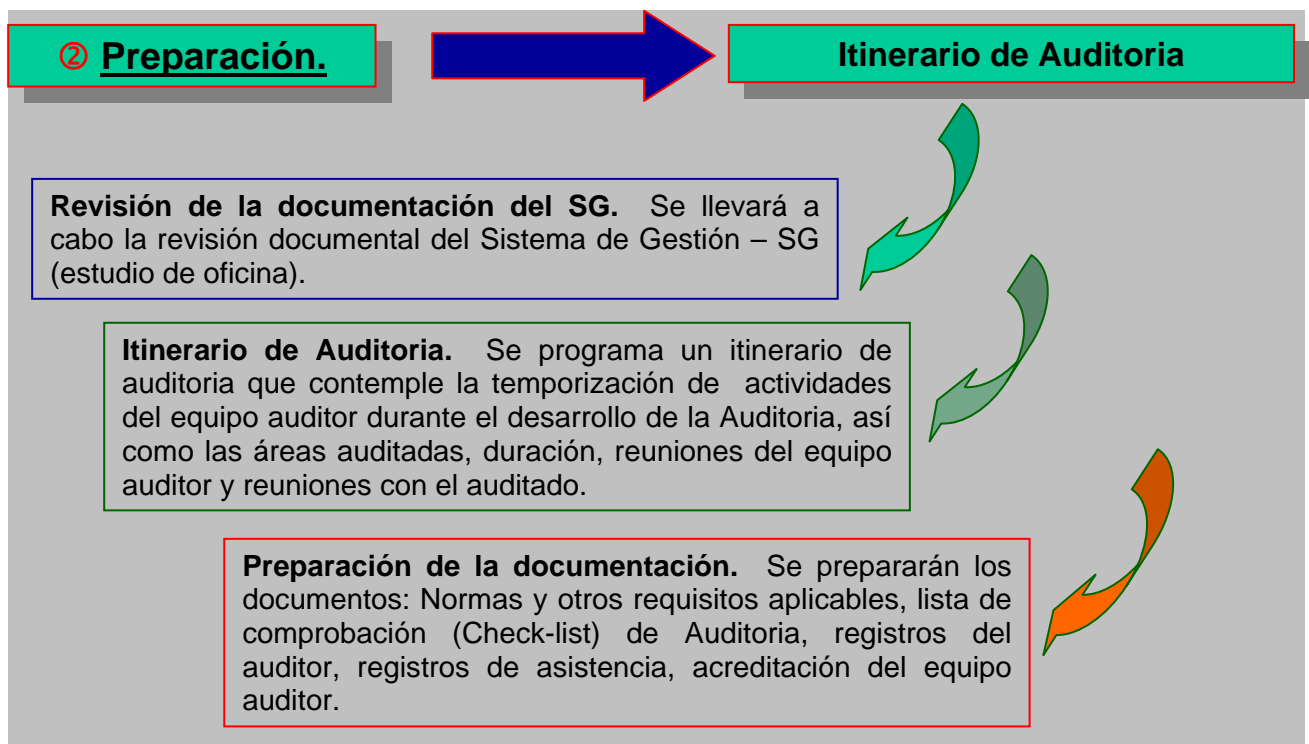 ② Preparación.
Itinerario de Auditoria
Revisión de la documentación del SG. Se llevará a
cabo la revisión documental del Sistema de Gestión – SG
(estudio de oficina).
Itinerario de Auditoria. Se programa un itinerario de
auditoria que contemple la temporización de actividades
del equipo auditor durante el desarrollo de la Auditoria, así
como las áreas auditadas, duración, reuniones del equipo
auditor y reuniones con el auditado.
Preparación de la documentación. Se prepararán los
documentos: Normas y otros requisitos aplicables, lista de
comprobación (Check-list) de Auditoria, registros del
auditor, registros de asistencia, acreditación del equipo
auditor.